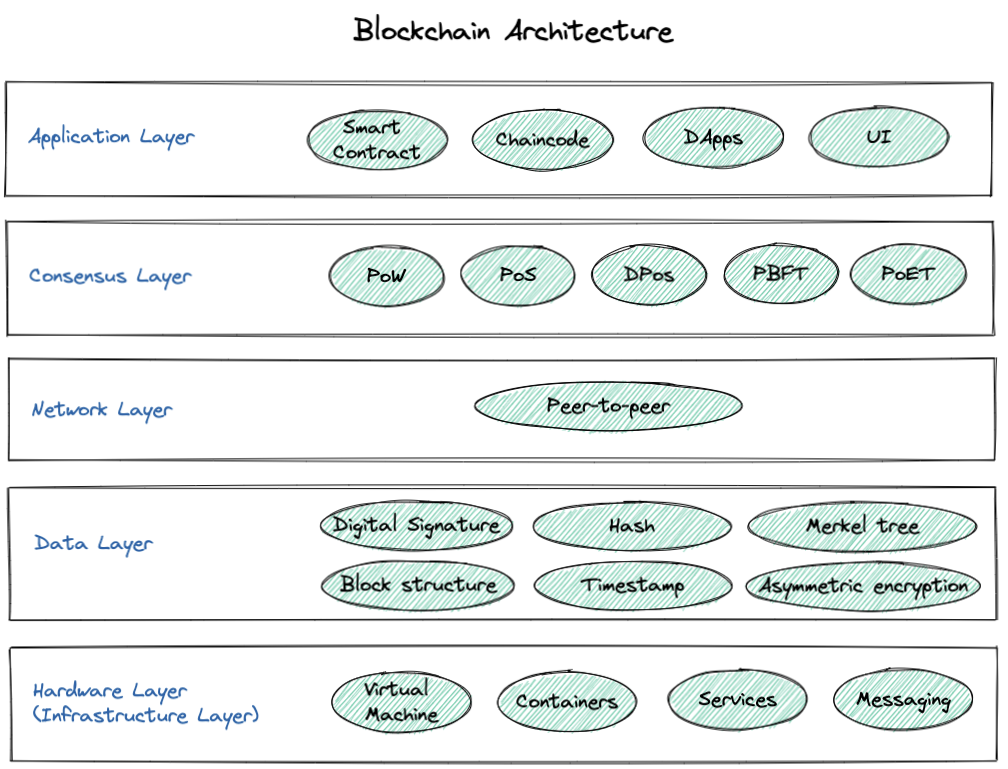 Blockchain Architecture
Application Layer
Smart
Contract
Chaincode
DApps
UI
Consensus Layer
PoW
PoS
DPos
PBFT
PoET
Network Layer
Peer-to-peer
Data Layer
Digital Signature
Hash
Merkel tree
Block structure
Timestamp
Asymmetric encryption
Hardware Layer
(Infrastructure Layer)
Virtual
Machine
Containers
Services
Messaging